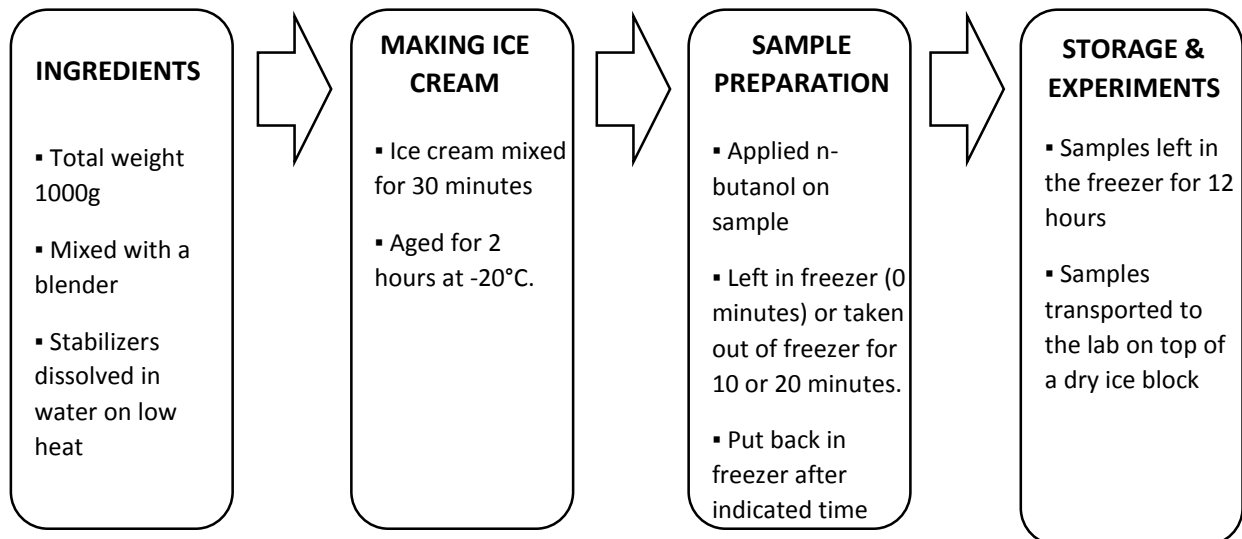 INGREDIENTS
▪ Total weight
1000g
▪ Mixed with a
blender
▪ Stabilizers
dissolved in
water on low
heat
MAKING ICE
CREAM
▪ Ice cream mixed
for 30 minutes
▪ Aged for 2
hours at -20°C.
SAMPLE
PREPARATION
▪ Applied n-
butanol on
sample
▪ Left in freezer (0
minutes) or taken
out of freezer for
10 or 20 minutes.
▪ Put back in
freezer after
indicated time
STORAGE &
EXPERIMENTS
▪ Samples left in
the freezer for 12
hours
▪ Samples
transported to
the lab on top of
a dry ice block